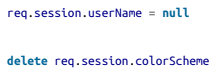 req.session.userName = null
delete req.session.colorScheme